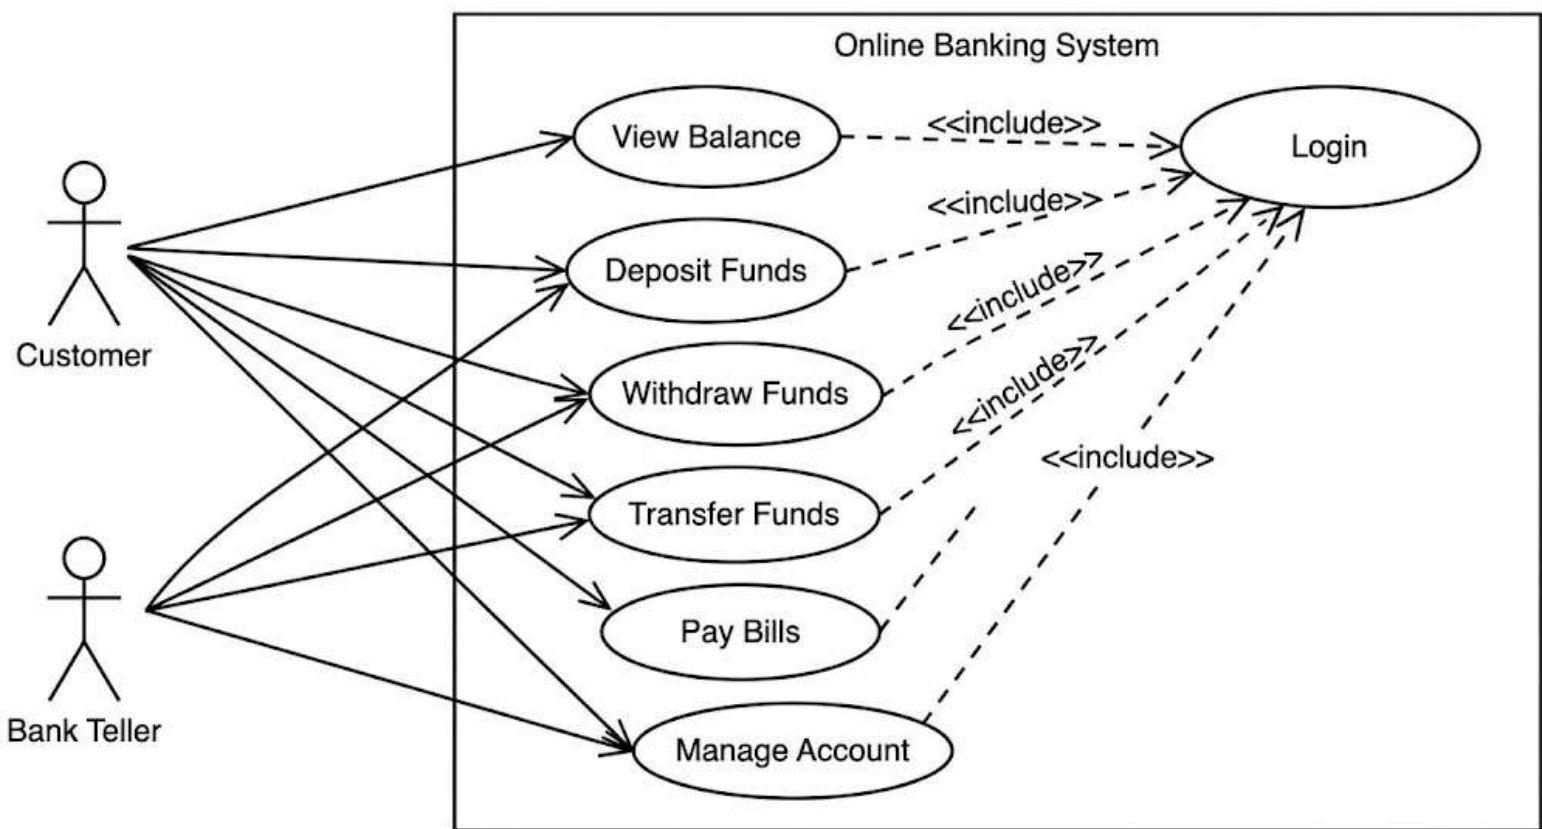 Online Banking System
View Balance
<<include>>
Login
<<include>>
Deposit Funds
<<include>>
Customer
Withdraw Funds
<<include>>
<<include>>
Transfer Funds
Pay Bills
Bank Teller
Manage Account